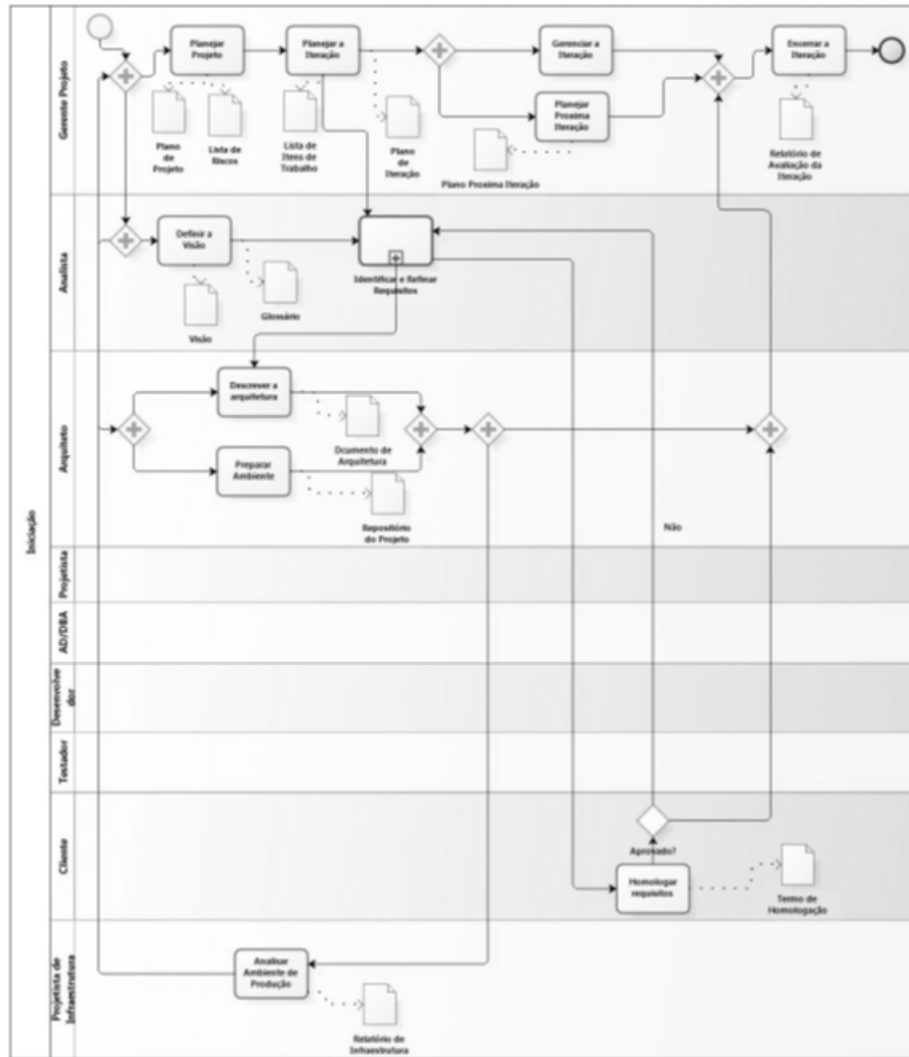 Iniciação
Gerente Projeto
Planejar
Projeto
Planejar a
Iteração
Gerenciar a
Iteração
Encerrar a
Iteração
Planejar
Proxima
Iteração
Plano
de
Projeto
Lista de
Riscos
Lista de
Itens de
Trabalho
Plano
de
Iteração
Plano Proxima Iteração
Relatório de
Avaliação da
Iteração
Analista
Definir a
Visão
Identificar e Refinar
Requisitos
Visão
Glossário
Arquiteto
Descrever a
arquitetura
Dcumento de
Arquitetura
Preparar
Ambiente
Repositório
do Projeto
Não
Projetista
AD/DBA
Desenvolve
dor
Testador
Cliente
Aprovado?
Homologar
requisitos
Termo de
Homologação
Projetista de
Infraestrutura
Analisar
Ambiente de
Produção
Relatório de
Infraestrutura